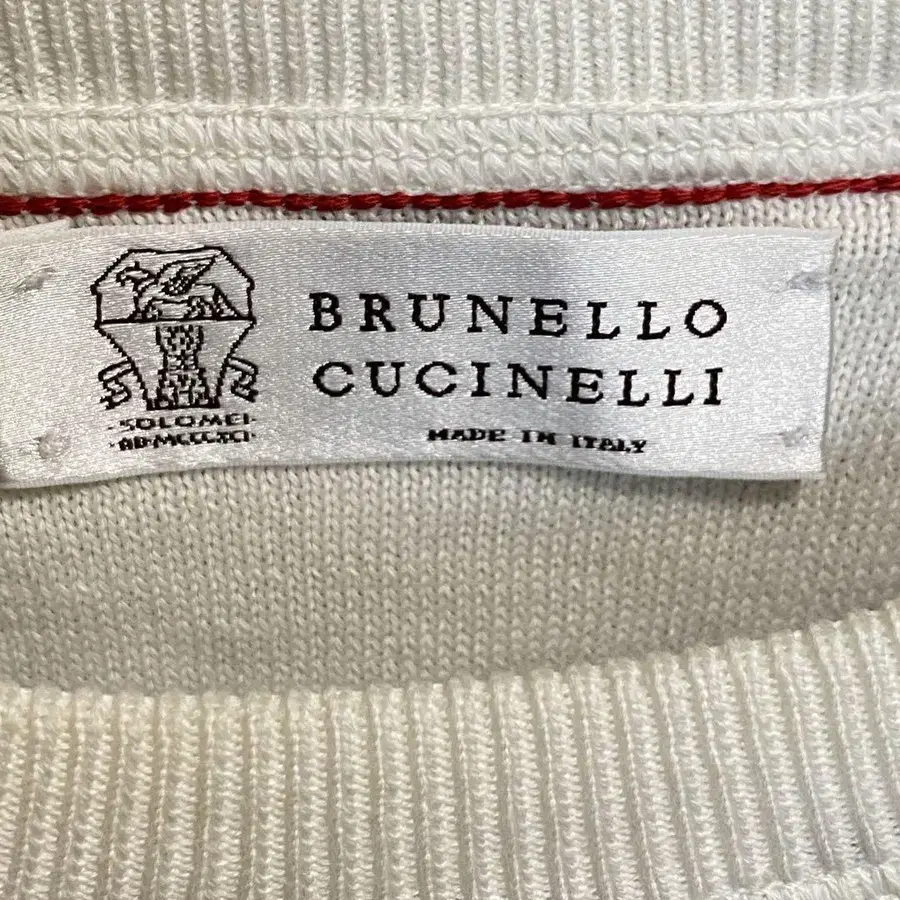 BRUNELLO
CUCINELLI
MADE IN ITALY
·SOLOMEI·